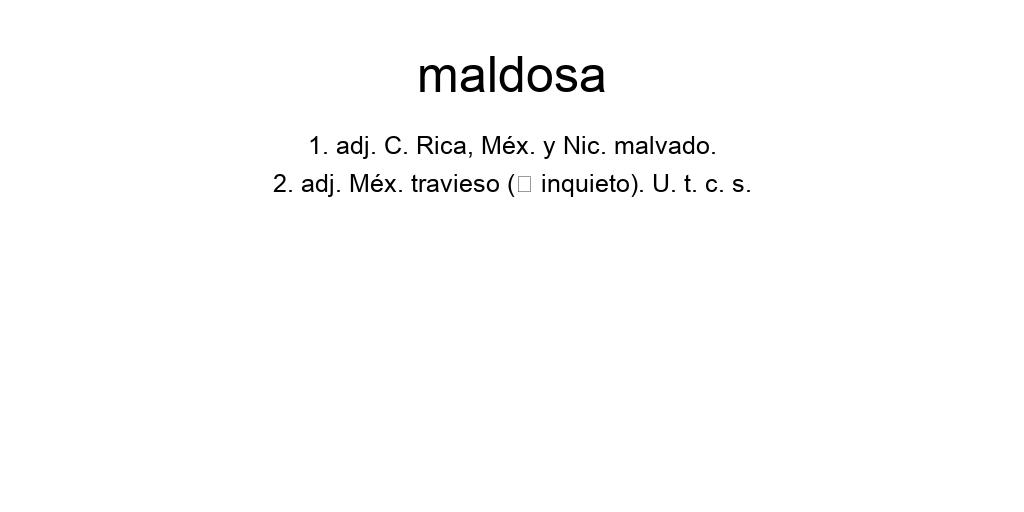 maldosa
1. adj. C. Rica, Méx. y Nic. malvado.
2. adj. Méx. travieso (▯ inquieto). U. t. c. s.